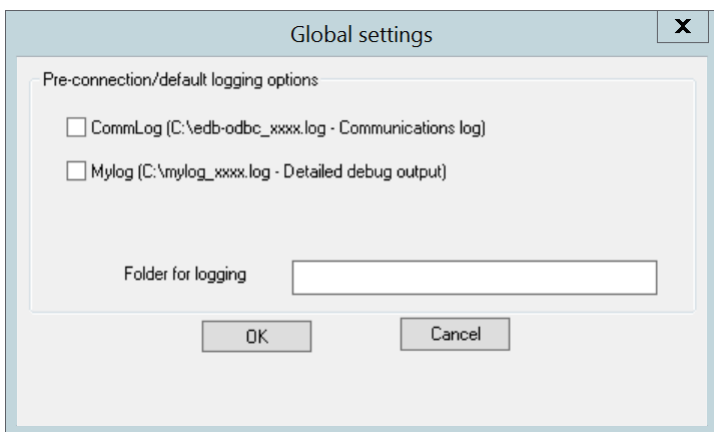 Global settings
X
Pre-connection/default logging options
CommLog (C:\edb-odbc_xxxx.log - Communications log)
Mylog (C:\mylog_xxxx.log - Detailed debug output)
Folder for logging
OK Cancel